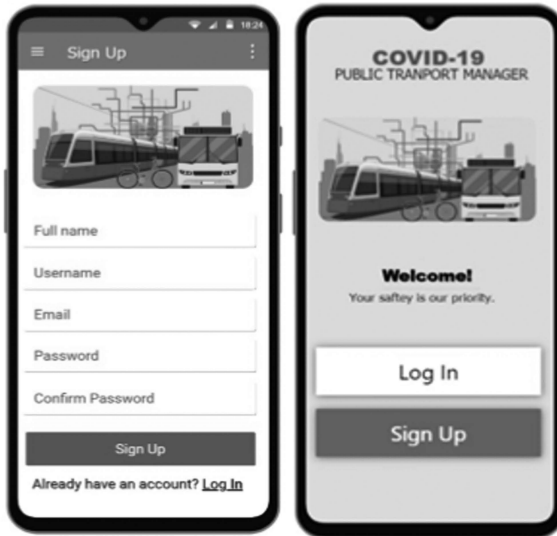 18:24
Sign Up
Full name
Username
Email
Password
Confirm Password
Sign Up
Already have an account? Log In
COVID-19
PUBLIC TRANPORT MANAGER
Welcome!
Your saftey is our priority.
Log In
Sign Up